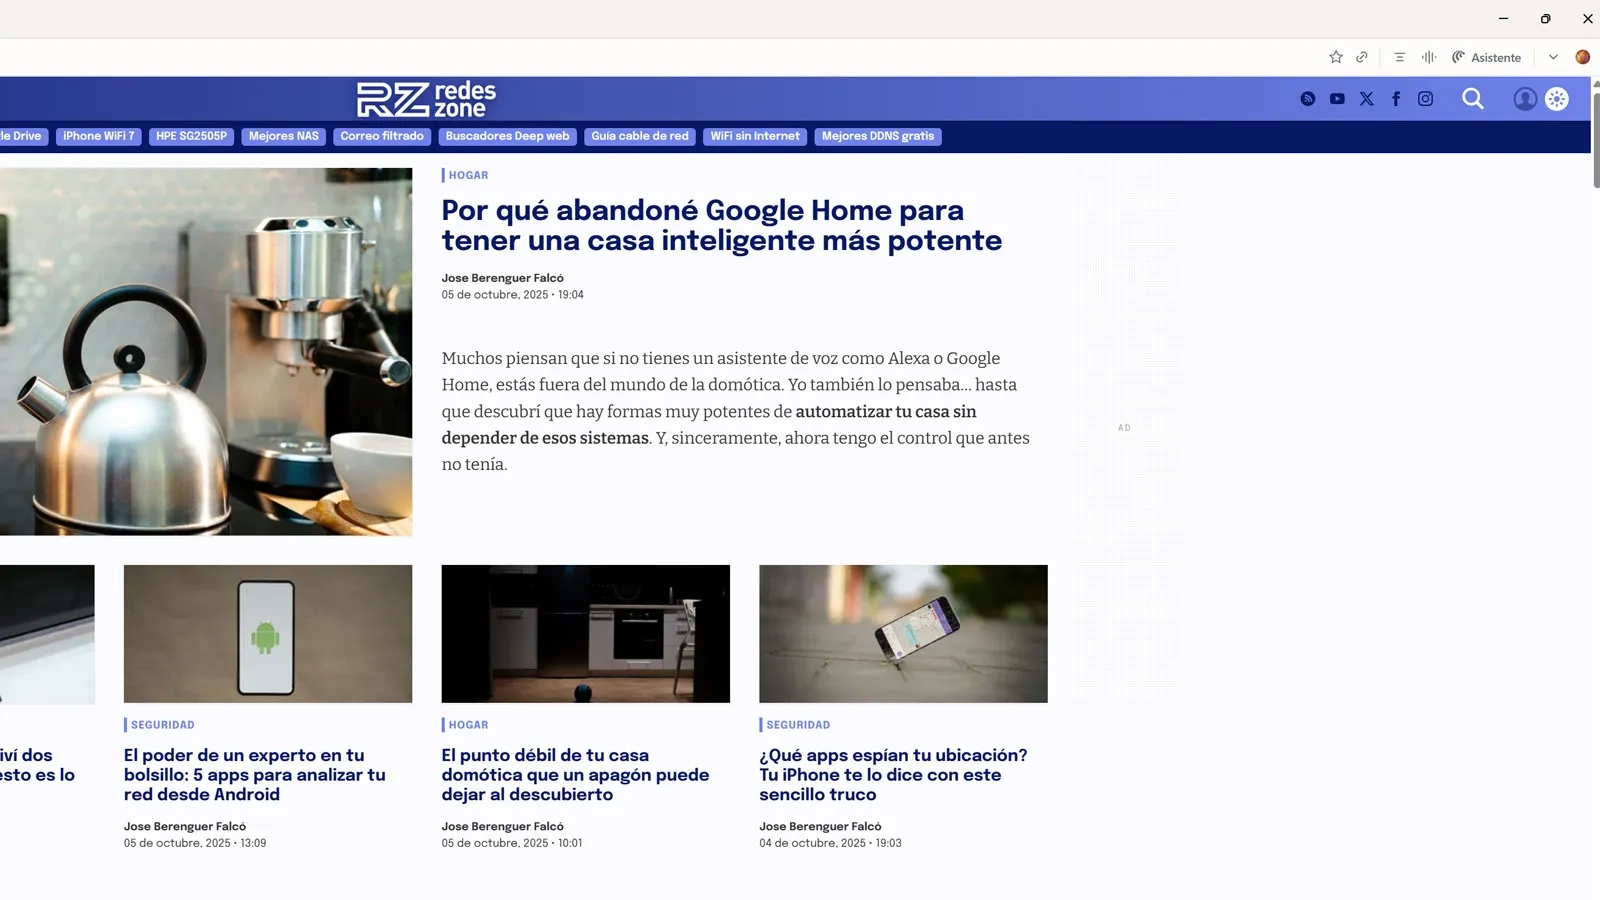 Asistente
RZ redes zone
le Drive
iPhone WiFi 7
HPE SG2505P
Mejores NAS
Correo filtrado
Buscadores Deep web
Guía cable de red
WiFi sin Internet
Mejores DDNS gratis
HOGAR
Por qué abandoné Google Home para
tener una casa inteligente más potente
Jose Berenguer Falcó
05 de octubre, 2025 • 19:04
Muchos piensan que si no tienes un asistente de voz como Alexa o Google
Home, estás fuera del mundo de la domótica. Yo también lo pensaba... hasta
que descubrí que hay formas muy potentes de automatizar tu casa sin
depender de esos sistemas. Y, sinceramente, ahora tengo el control que antes
no tenía.
AD
iví dos
esto es lo
SEGURIDAD
El poder de un experto en tu
bolsillo: 5 apps para analizar tu
red desde Android
Jose Berenguer Falcó
05 de octubre, 2025 • 13:09
HOGAR
El punto débil de tu casa
domótica que un apagón puede
dejar al descubierto
Jose Berenguer Falcó
05 de octubre, 2025 • 10:01
SEGURIDAD
¿Qué apps espían tu ubicación?
Tu iPhone te lo dice con este
sencillo truco
Jose Berenguer Falcó
04 de octubre, 2025 • 19:03